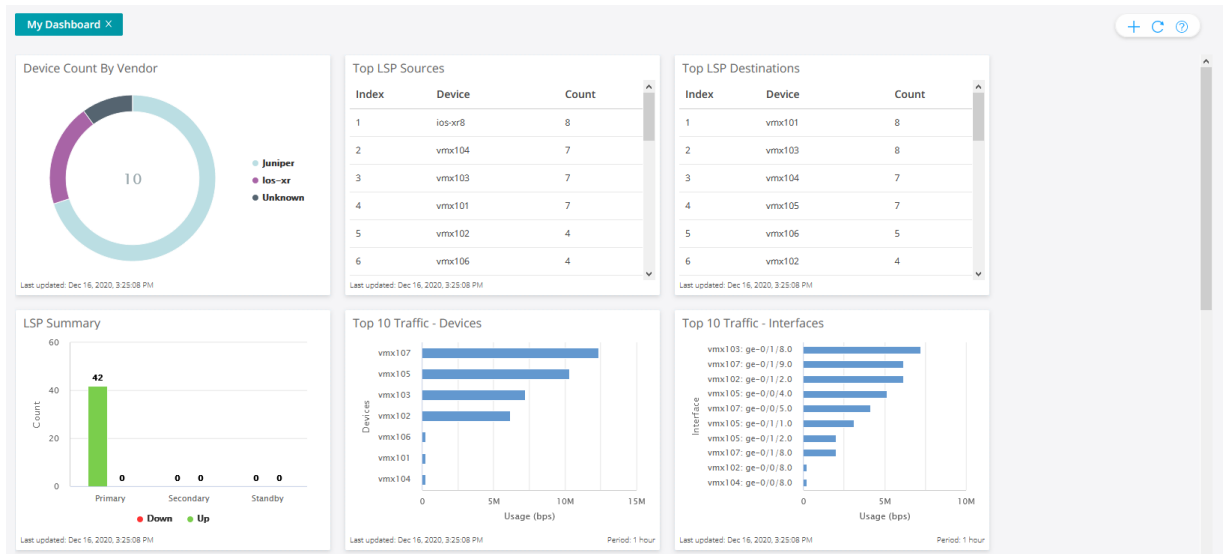 My Dashboard ×
Device Count By Vendor
10
Juniper
Ios-xr
Unknown
Last updated: Dec 16, 2020, 3:25:08 PM
Top LSP Sources
Index Device Count
1 ios-xr8 8
2 vmx104 7
3 vmx103 7
4 vmx101 7
5 vmx102 4
6 vmx106 4
Last updated: Dec 16, 2020, 3:25:08 PM
Top LSP Destinations
Index Device Count
1 vmx101 8
2 vmx103 8
3 vmx104 7
4 vmx105 7
5 vmx106 5
6 vmx102 4
Last updated: Dec 16, 2020, 3:25:08 PM
LSP Summary
Count
60
40
20
0
42 0
0 0
0 0
Primary Secondary Standby
Down Up
Last updated: Dec 16, 2020, 3:25:08 PM
Top 10 Traffic - Devices
Devices
vmx107
vmx105
vmx103
vmx102
vmx106
vmx101
vmx104
0 5M 10M 15M
Usage (bps)
Last updated: Dec 16, 2020, 3:25:08 PM Period: 1 hour
Top 10 Traffic - Interfaces
Interface
vmx103: ge-0/1/8.0
vmx107: ge-0/1/9.0
vmx102: ge-0/1/2.0
vmx105: ge-0/0/4.0
vmx107: ge-0/0/5.0
vmx105: ge-0/1/1.0
vmx105: ge-0/1/2.0
vmx107: ge-0/1/8.0
vmx102: ge-0/0/8.0
vmx104: ge-0/0/8.0
0 5M 10M
Usage (bps)
Last updated: Dec 16, 2020, 3:25:08 PM Period: 1 hour